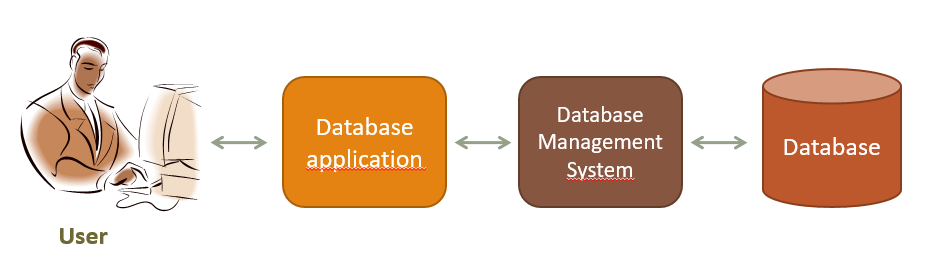 Database
application
Database
Management
System
Database
User